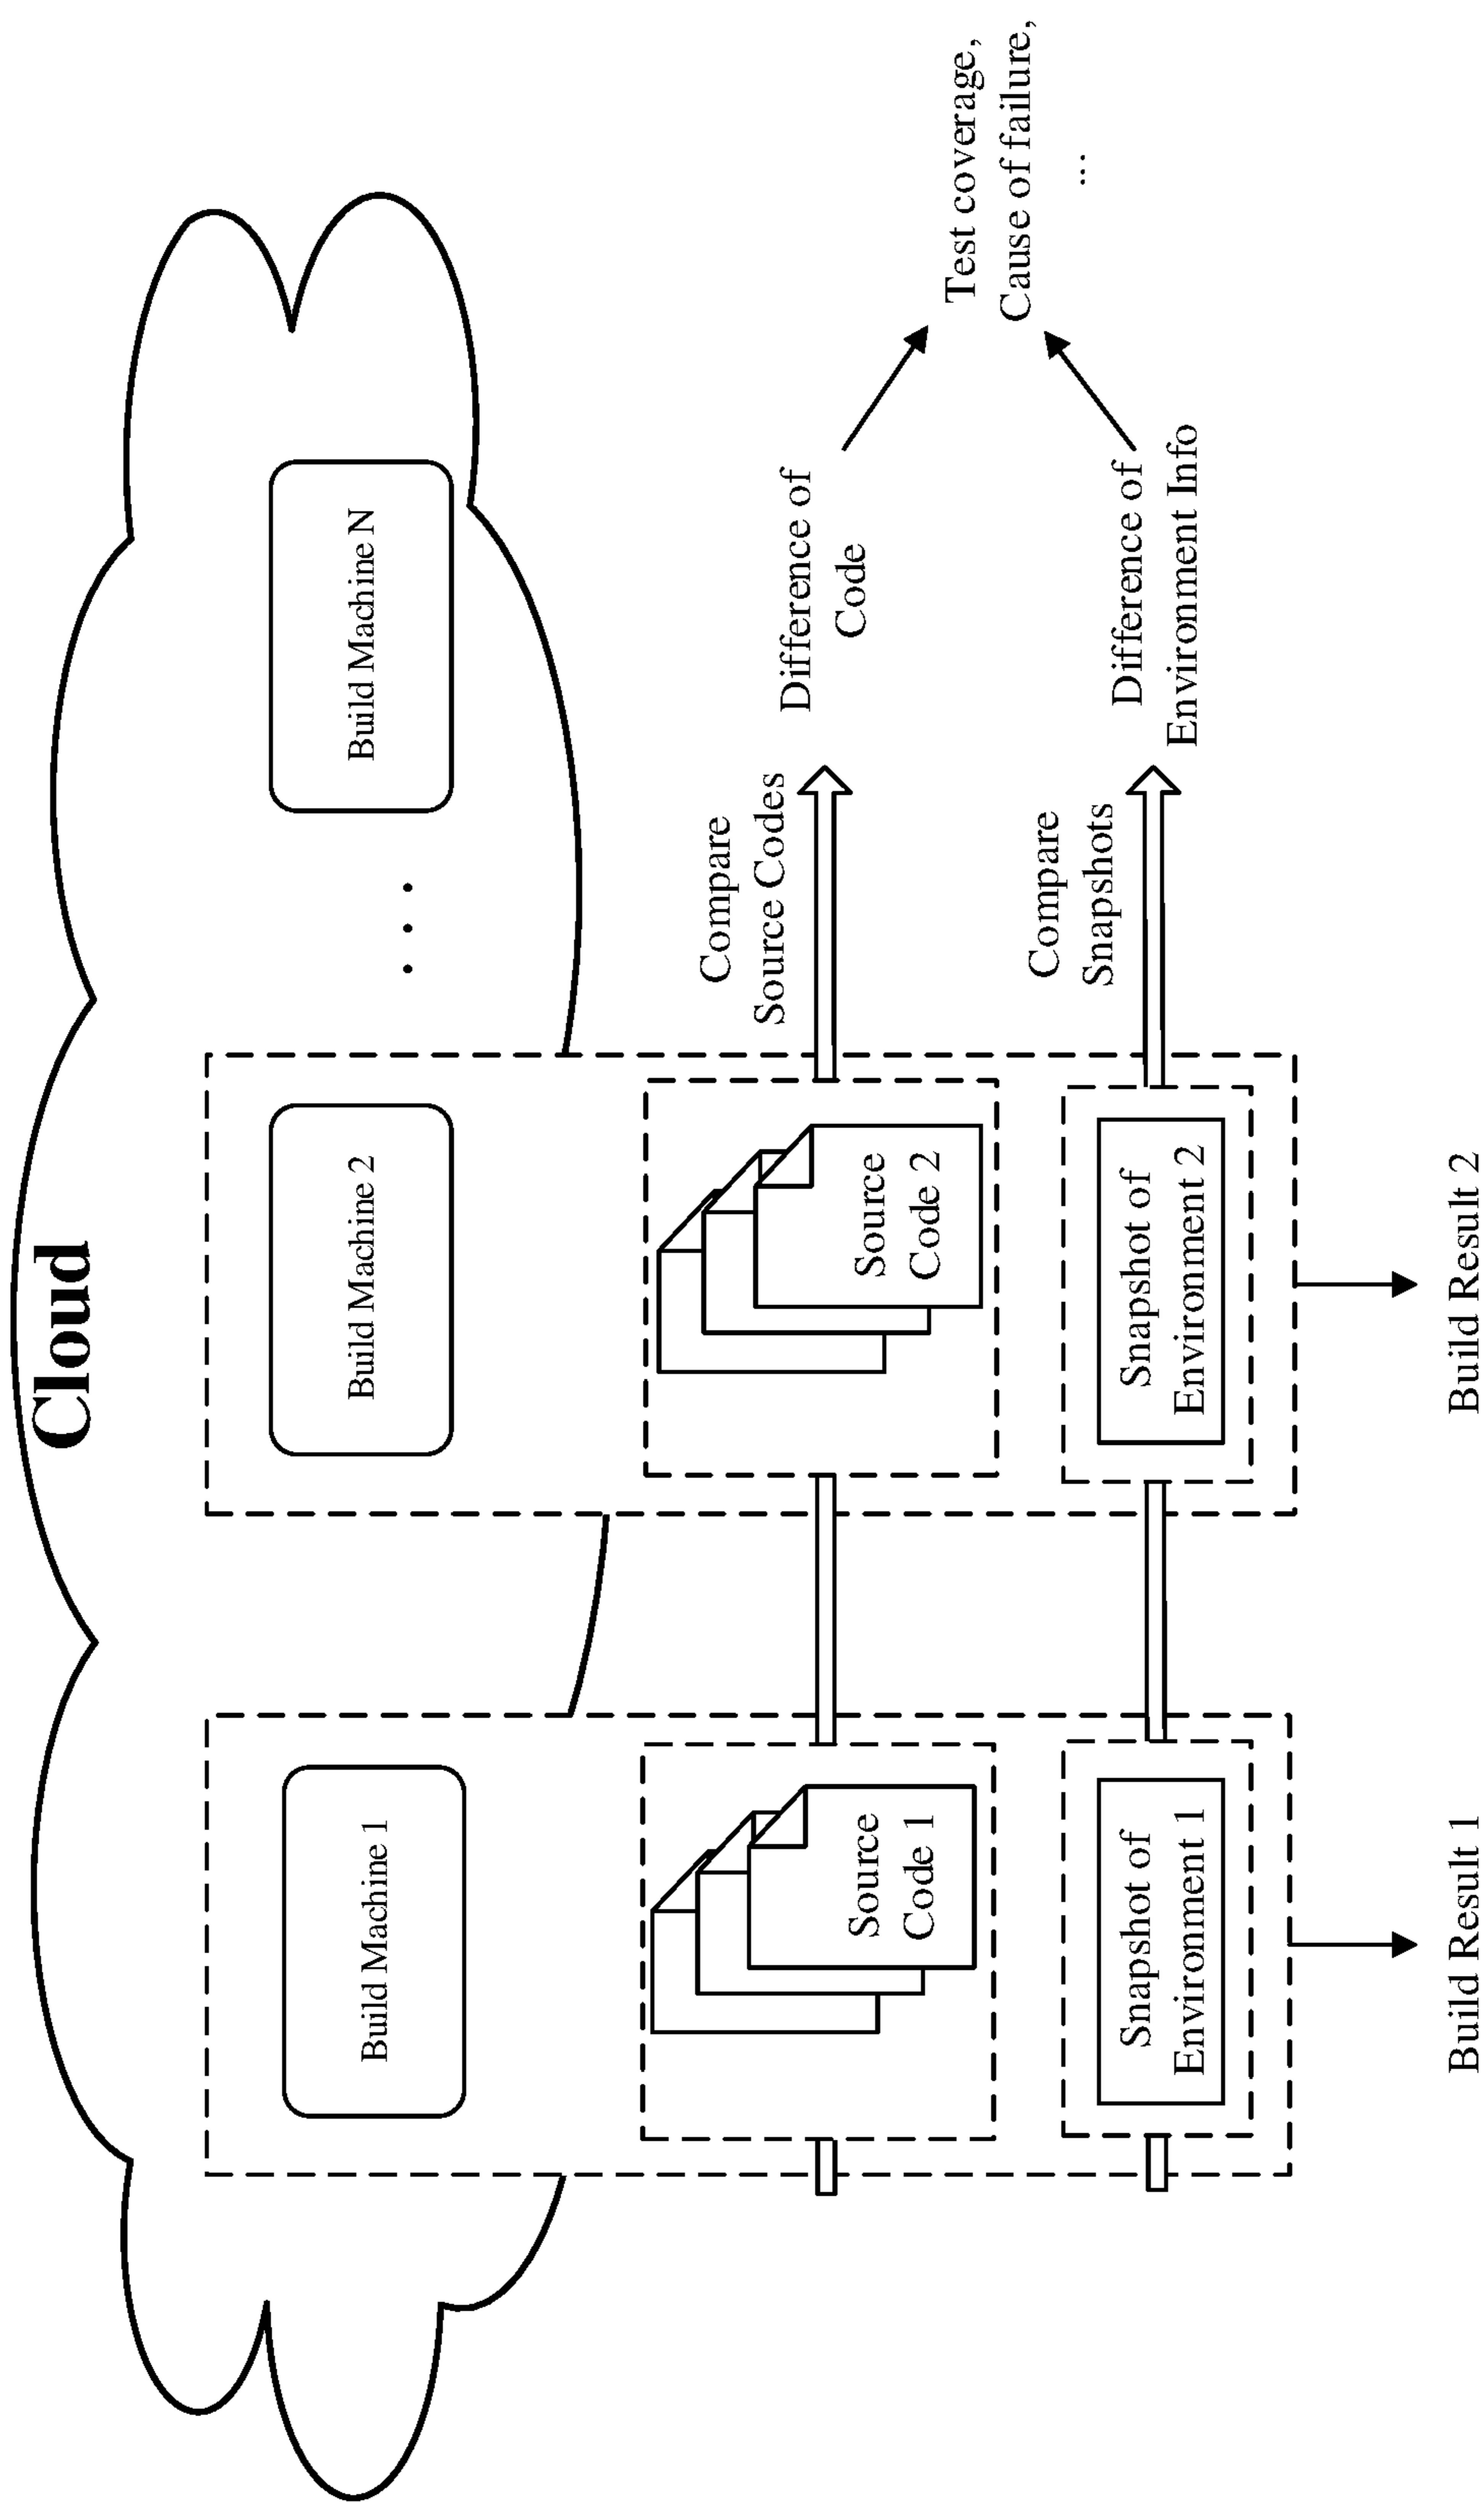 Cloud
Build Machine 1
Build Machine 2
. . .
Build Machine N
Source
Code 1
Source
Code 2
Compare
Source Codes
Difference of
Code
Snapshot of
Environment 1
Snapshot of
Environment 2
Compare
Snapshots
Difference of
Environment Info
Test coverage,
Cause of failure,
...
Build Result 1
Build Result 2